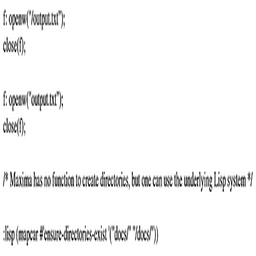 f: openw("/output.txt");
close(f);
f: openw("output.txt");
close(f);
/* Maxima has no function to create directories, but one can use the underlying Lisp system */
:lisp (mapcar #'ensure-directories-exist '("docs/" "/docs/"))